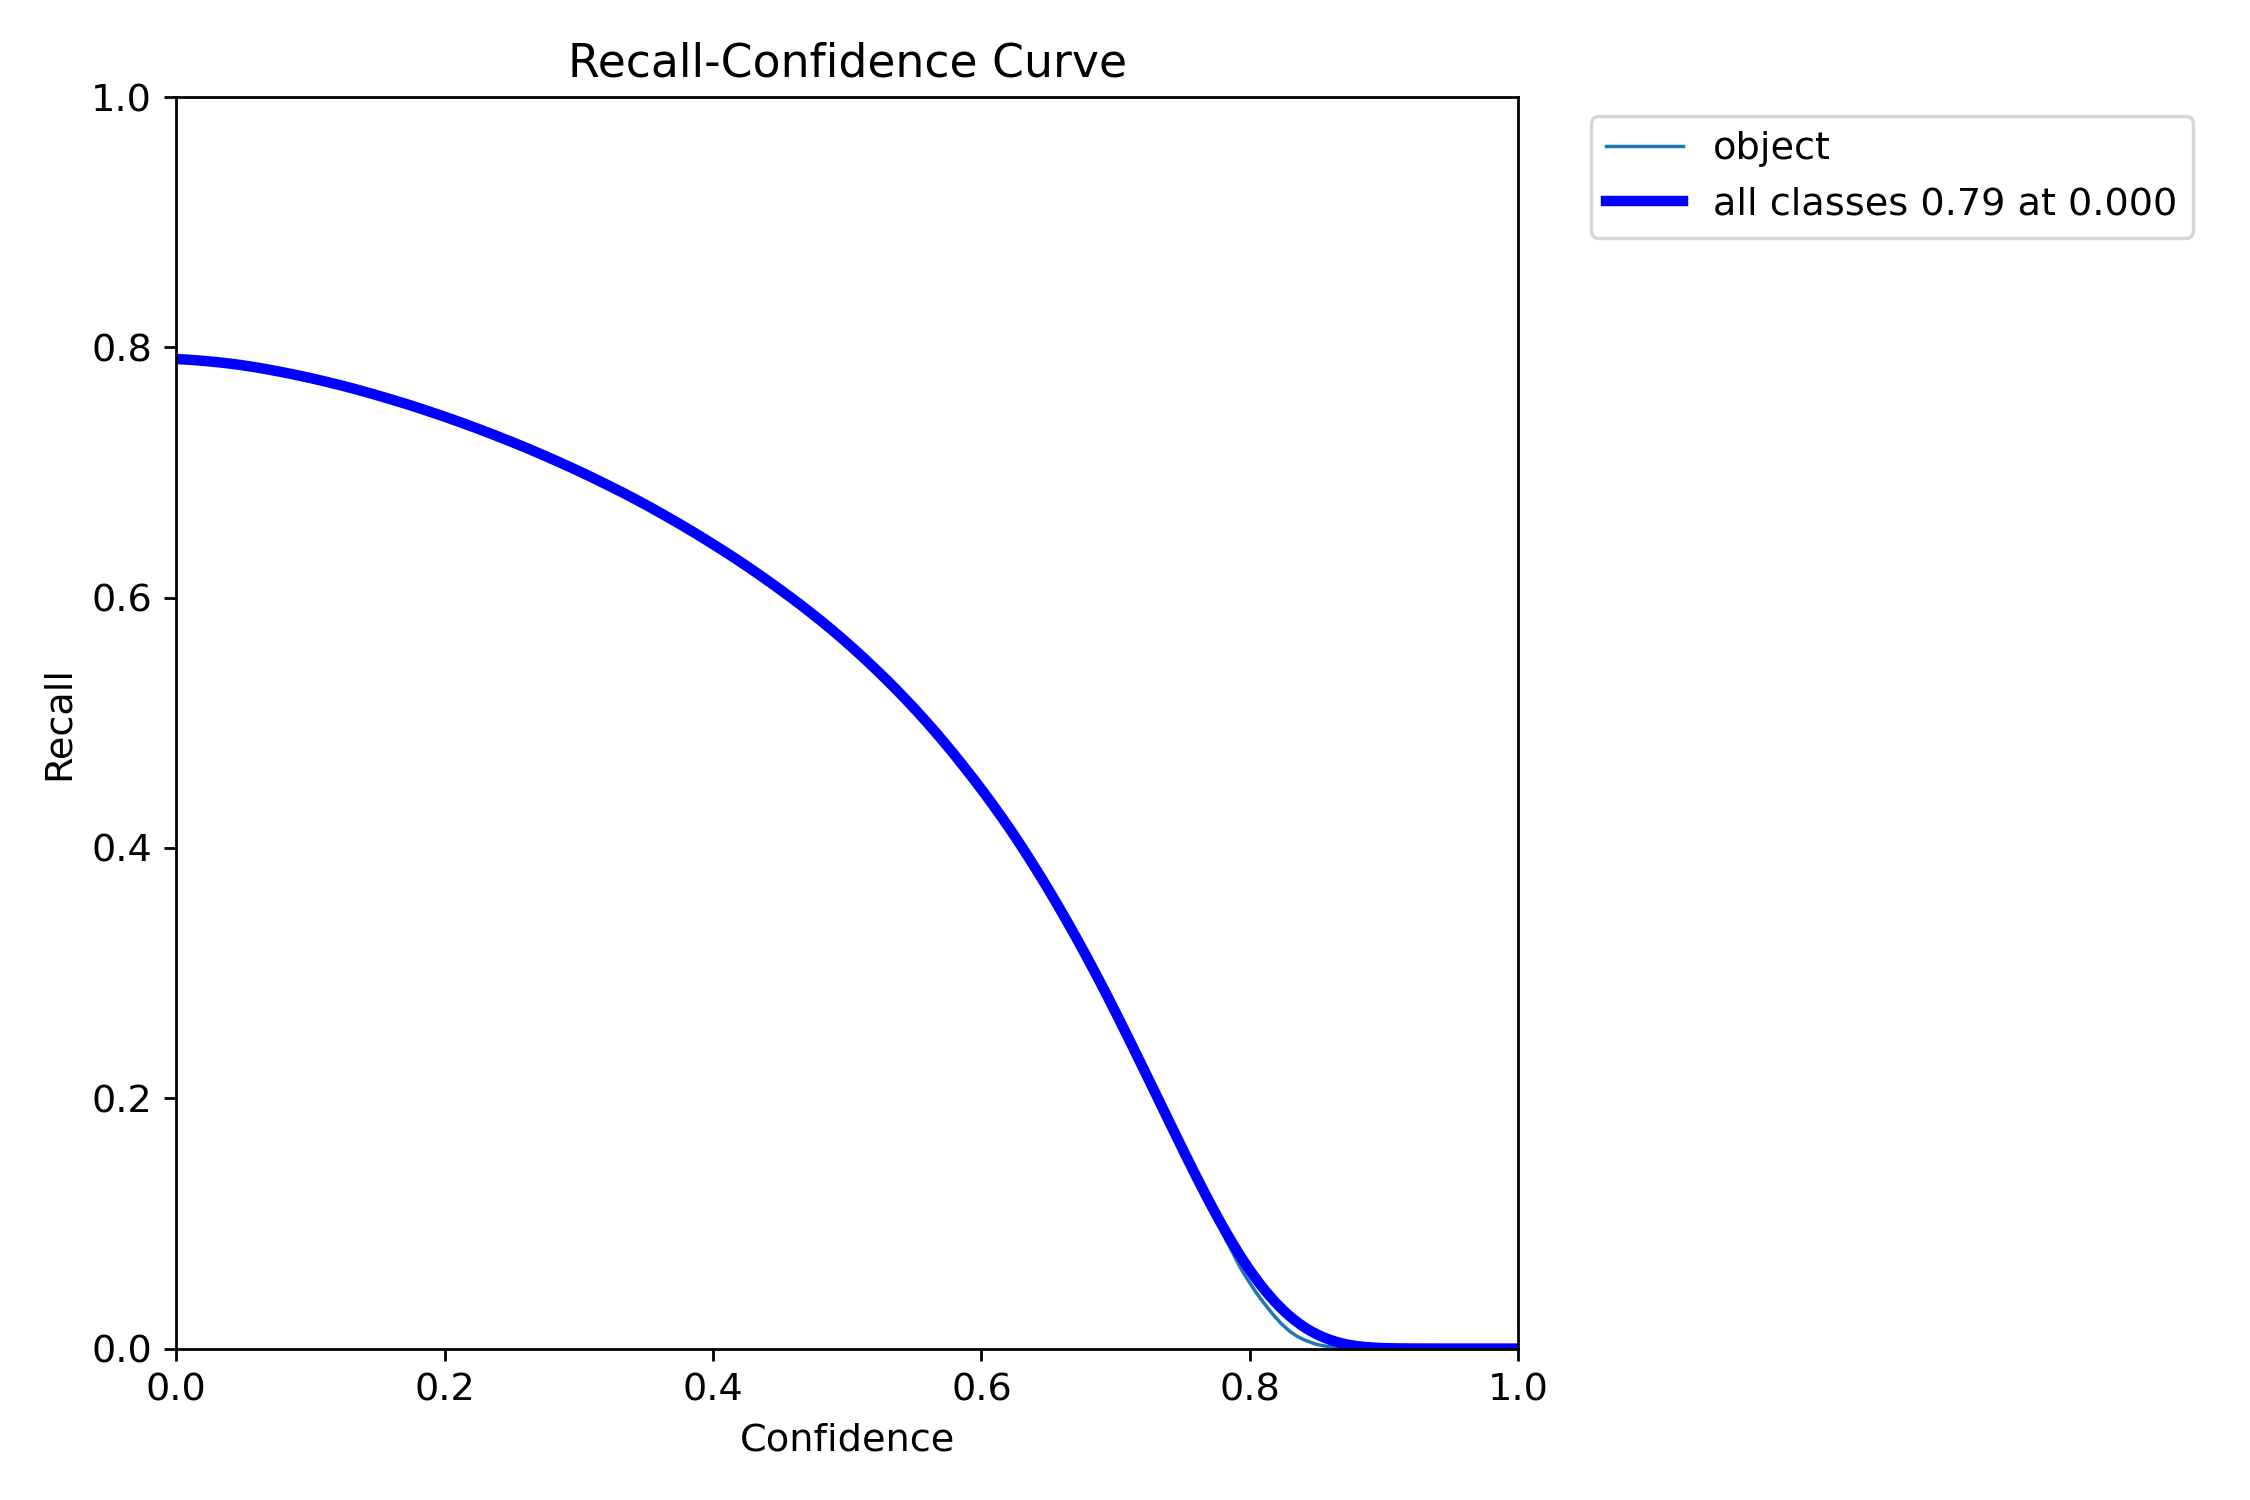 Recall-Confidence Curve
1.0
0.8
0.6
0.4
0.2
0.0
Recall
0.0 0.2 0.4 0.6 0.8 1.0
Confidence
object
all classes 0.79 at 0.000